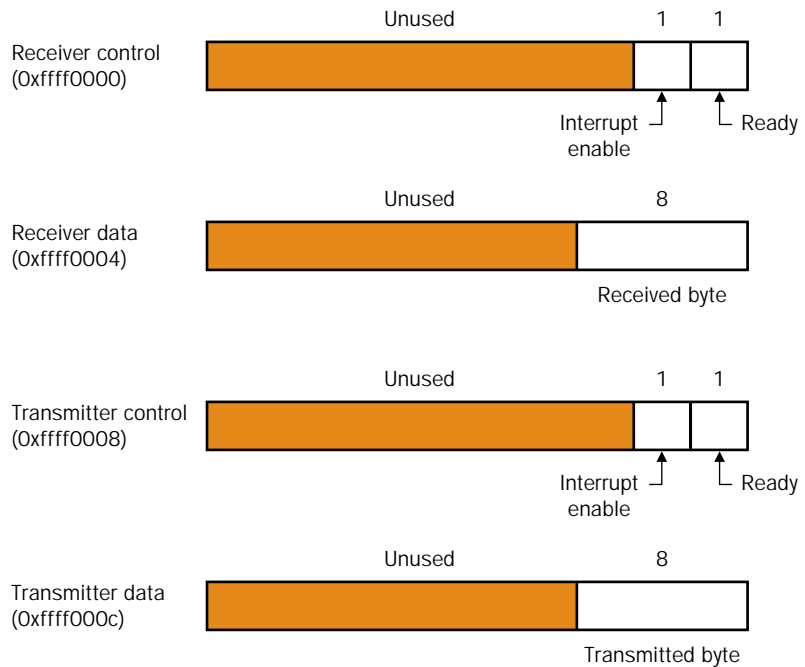 Unused 1 1
Receiver control
(0xffff0000)
Interrupt Ready
enable
Unused 8
Receiver data
(0xffff0004)
Received byte
Unused 1 1
Transmitter control
(0xffff0008)
Interrupt Ready
enable
Unused 8
Transmitter data
(0xffff000c)
Transmitted byte